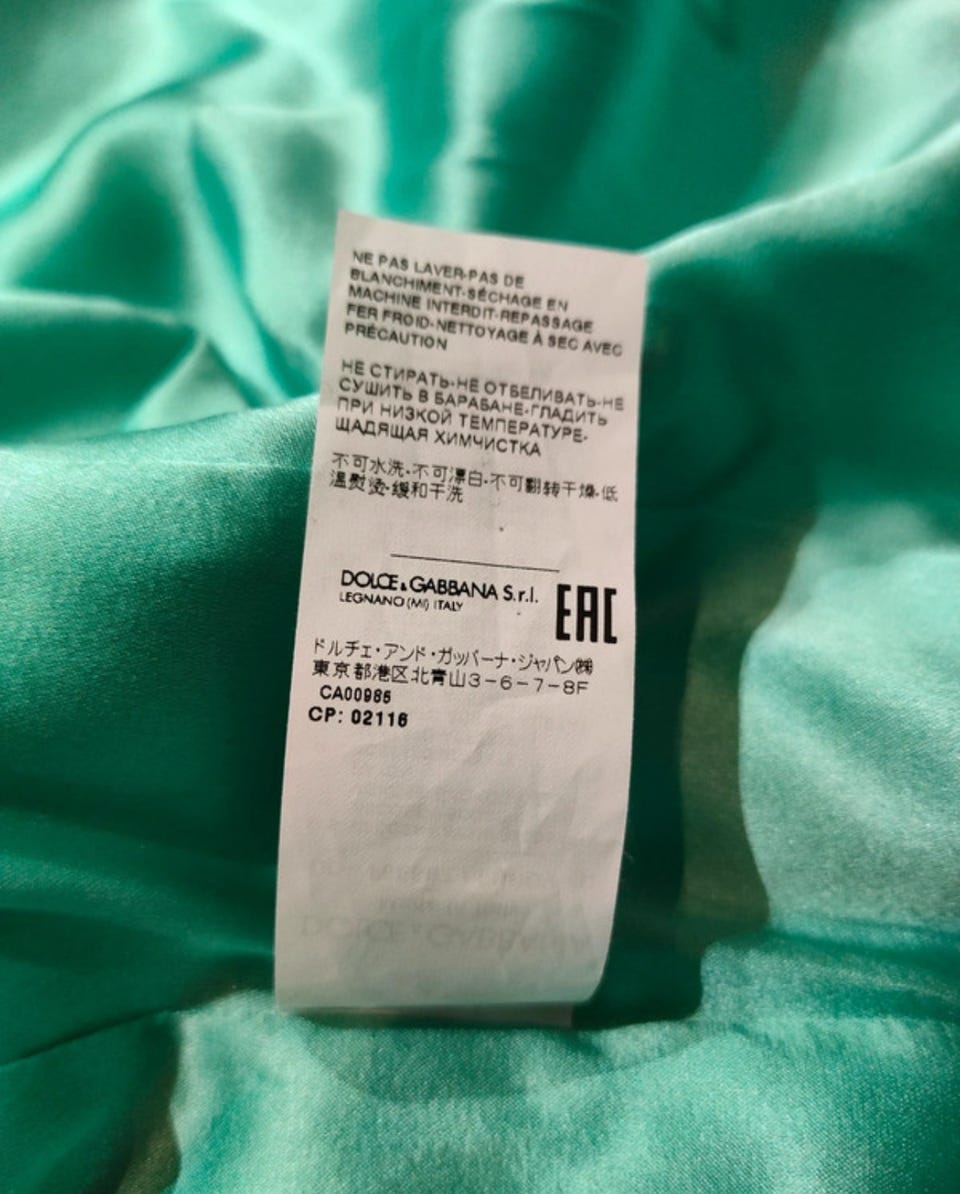 NE PAS LAVER-PAS DE
BLANCHIMENT-SÉCHAGE EN
MACHINE INTERDIT-REPASSAGE
FER FROID-NETTOYAGE À SEC AVEC
PRÉCAUTION
НЕ СТИРАТЬ-НЕ ОТБЕЛИВАТЬ-НЕ
СУШИТЬ В БАРАБАНЕ-ГЛАДИТЬ
ПРИ НИЗКОЙ ТЕМПЕРАТУРЕ-
ЩАДЯЩАЯ ХИМЧИСТКА
不可水洗-不可漂白-不可翻转干燥-低
温熨烫-缓和干洗
DOLCE & GABBANA S.r.l.
LEGNANO (MI) ITALY
EAC
ドルチェ・アンド・ガッバーナ・ジャパン㈱
東京都港区北青山3-6-7-8F
CA00985
CP: 02116